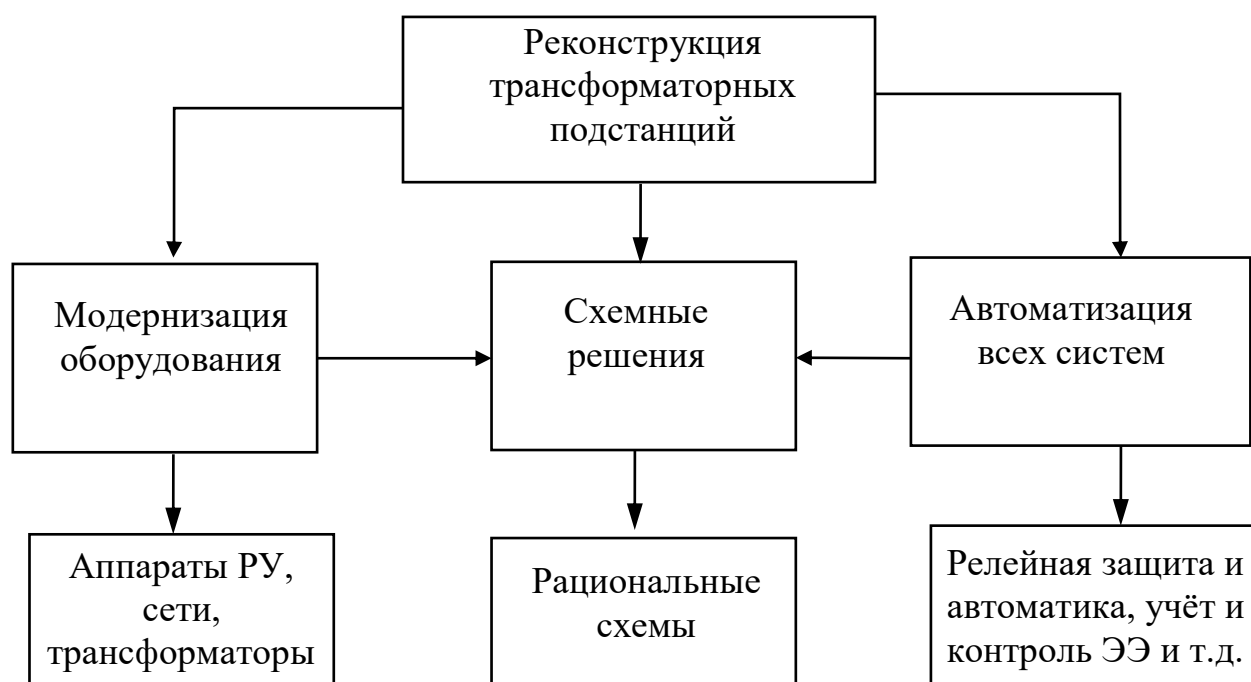 Реконструкция
трансформаторных
подстанций
Модернизация
оборудования
Схемные
решения
Автоматизация
всех систем
Аппараты РУ,
сети,
трансформаторы
Рациональные
схемы
Релейная защита и
автоматика, учёт и
контроль ЭЭ и т.д.